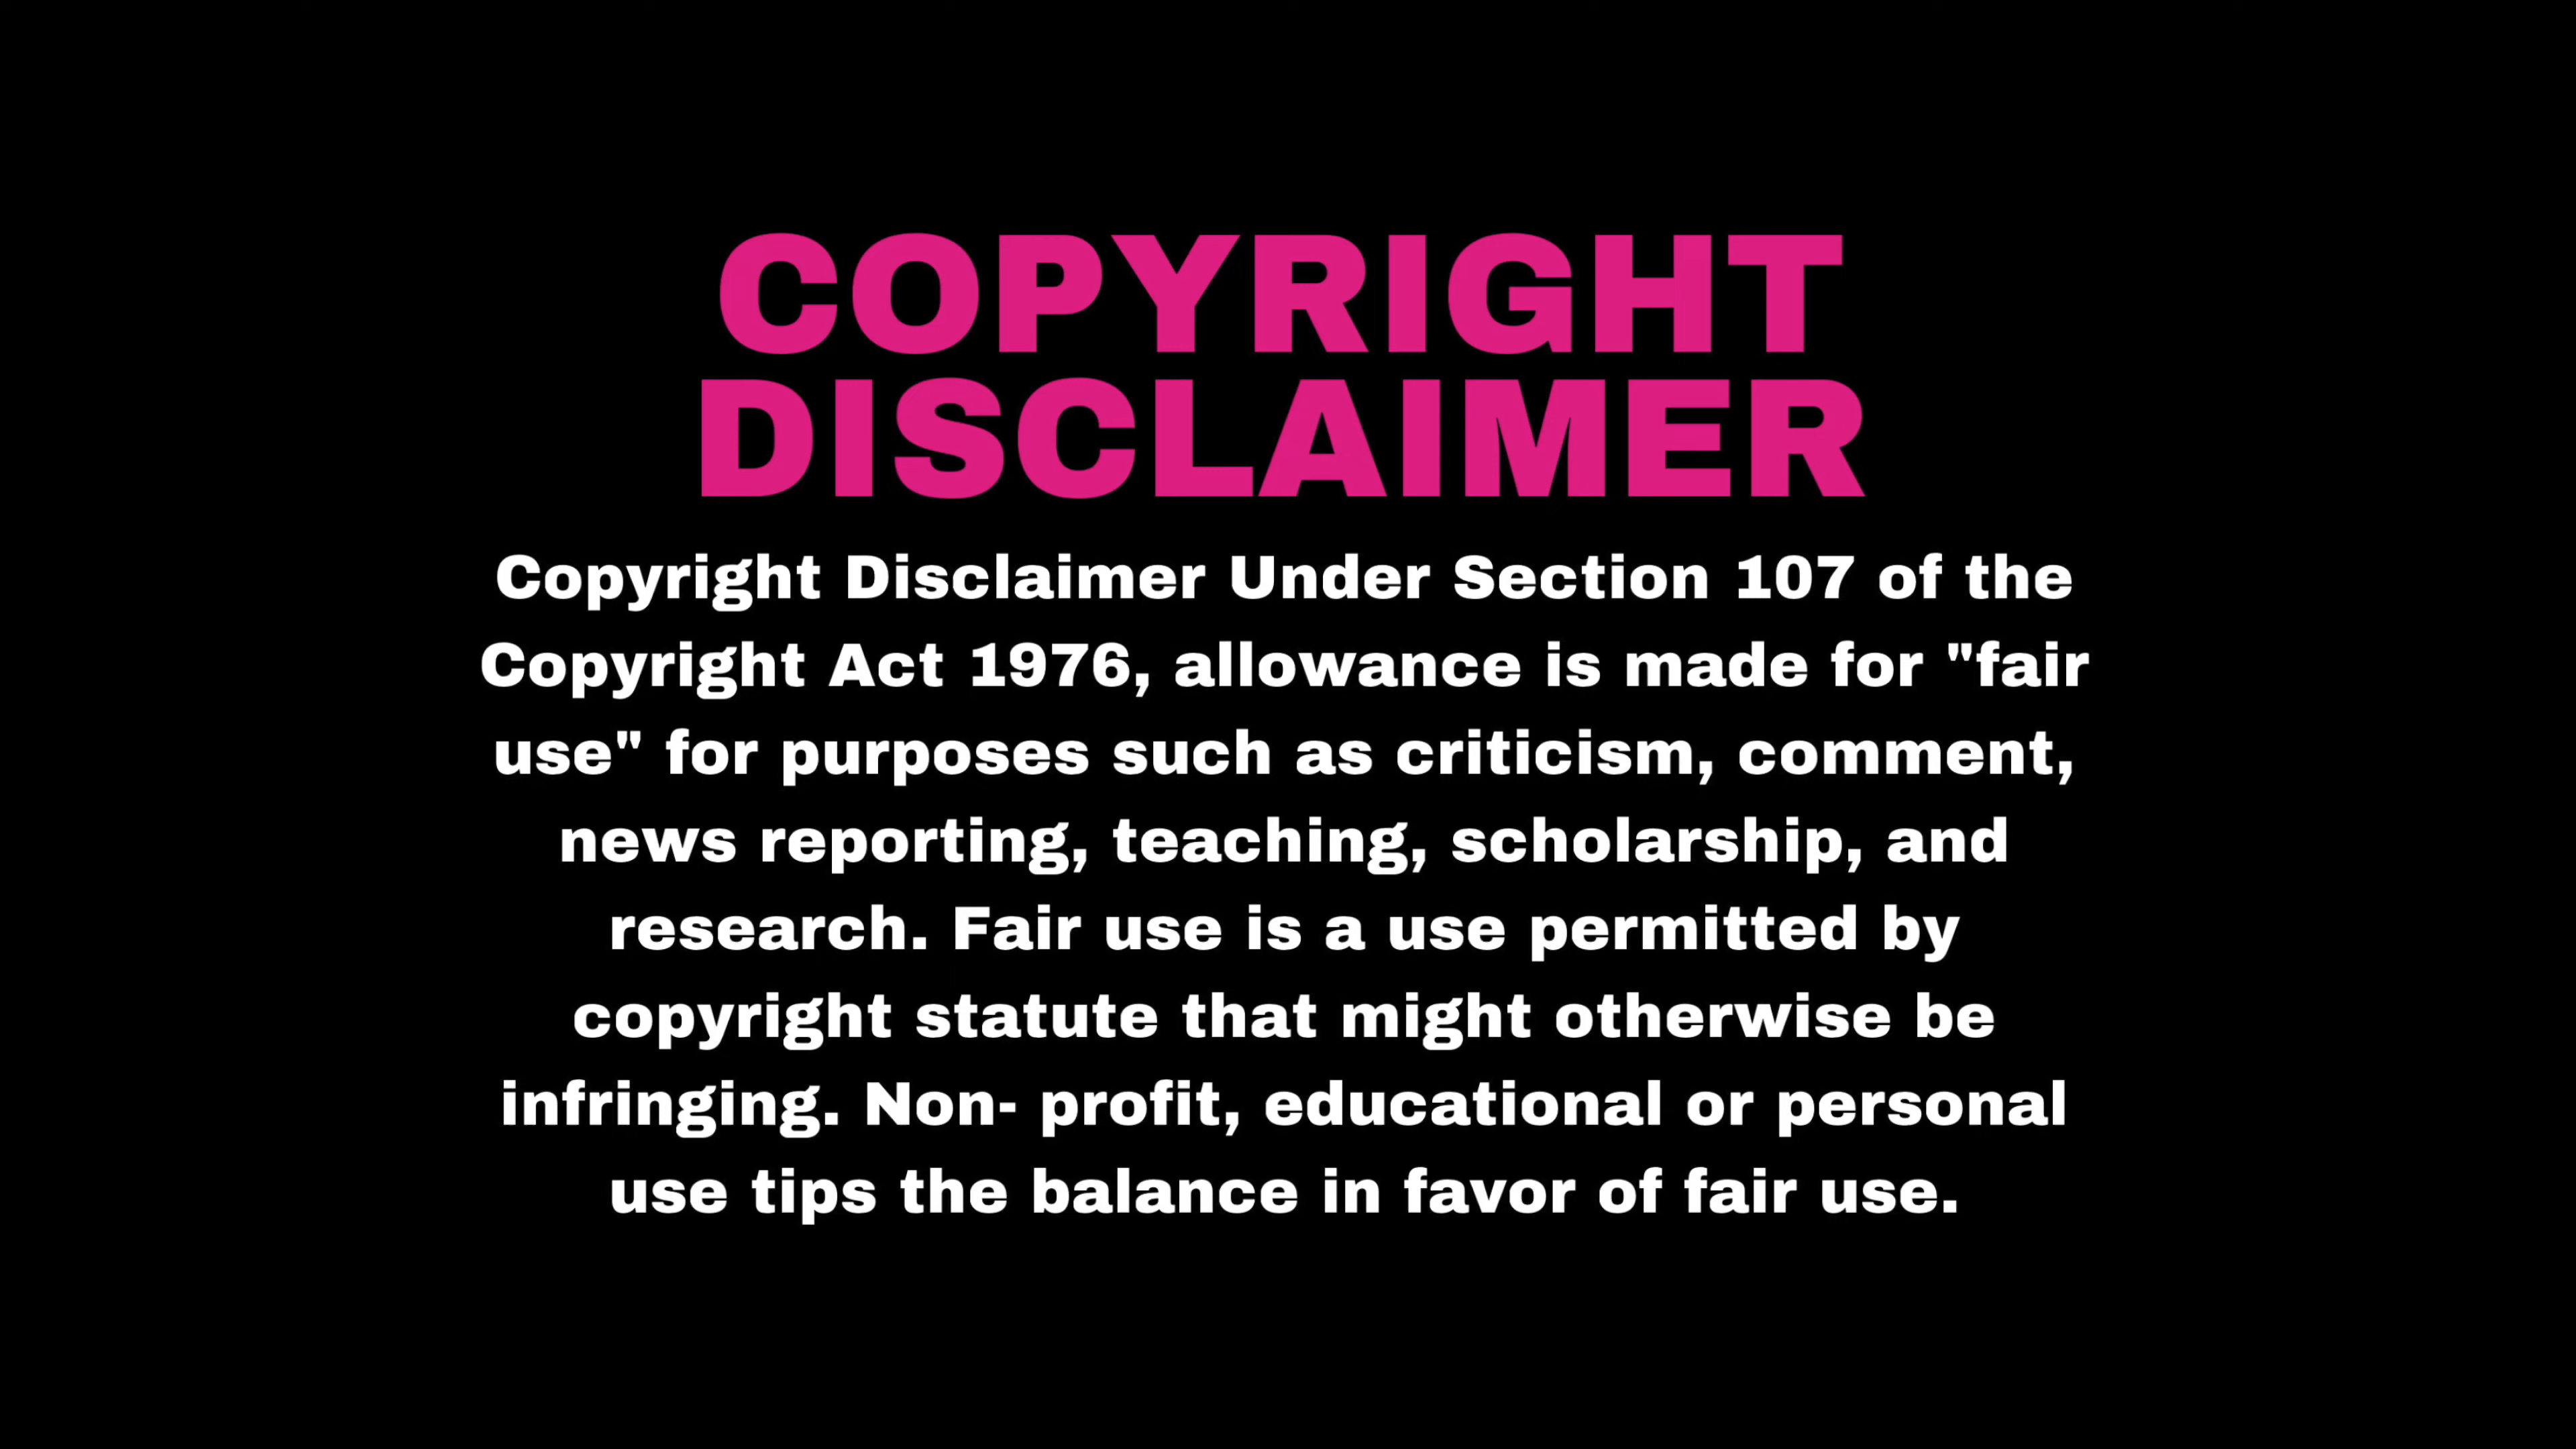 COPYRIGHT
DISCLAIMER
Copyright Disclaimer Under Section 107 of the
Copyright Act 1976, allowance is made for "fair
use" for purposes such as criticism, comment,
news reporting, teaching, scholarship, and
research. Fair use is a use permitted by
copyright statute that might otherwise be
infringing. Non- profit, educational or personal
use tips the balance in favor of fair use.